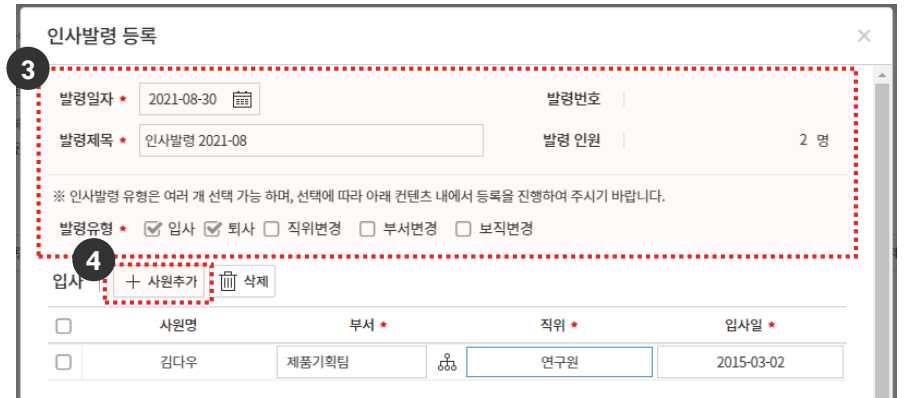 인사발령 등록
3
발령일자 * 2021-08-30 발령번호
발령제목 * 인사발령 2021-08 발령 인원 2 명
※ 인사발령 유형은 여러 개 선택 가능 하며, 선택에 따라 아래 컨텐츠 내에서 등록을 진행하여 주시기 바랍니다.
발령유형 * 입사 퇴사 직위변경 부서변경 보직변경
4
입사 + 사원추가 삭제
사원명 부서 * 직위 * 입사일 *
김다우 제품기획팀 연구원 2015-03-02